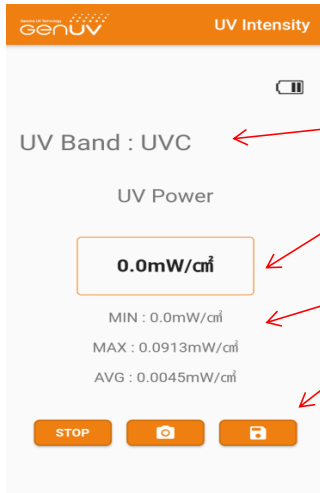 GenUV
UV Intensity
UV Band : UVC
UV Power
0.0mW/㎠
MIN : 0.0mW/㎠
MAX : 0.0913mW/㎠
AVG : 0.0045mW/㎠
STOP